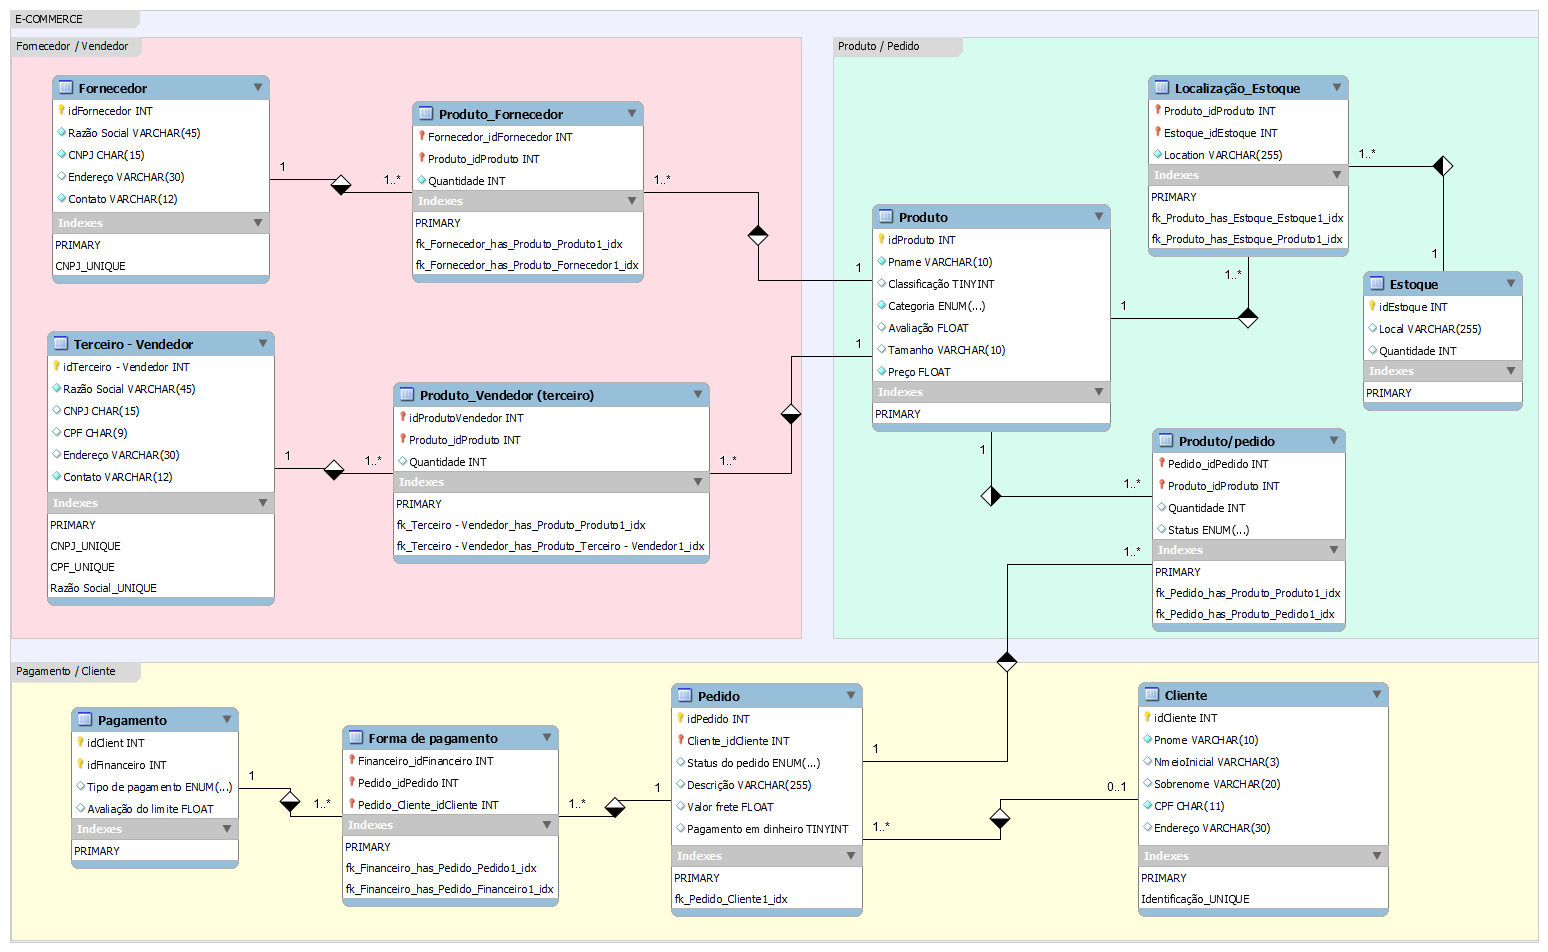 E-COMMERCE
Fornecedor / Vendedor
Fornecedor
idFornecedor INT
Razão Social VARCHAR(45)
CNPJ CHAR(15)
Endereço VARCHAR(30)
Contato VARCHAR(12)
Indexes
PRIMARY
CNPJ_UNIQUE
1
1..*
Produto_Fornecedor
Fornecedor_idFornecedor INT
Produto_idProduto INT
Quantidade INT
Indexes
PRIMARY
fk_Fornecedor_has_Produto_Produto1_idx
fk_Fornecedor_has_Produto_Fornecedor1_idx
1..*
1
Terceiro - Vendedor
idTerceiro - Vendedor INT
Razão Social VARCHAR(45)
CNPJ CHAR(15)
CPF CHAR(9)
Endereço VARCHAR(30)
Contato VARCHAR(12)
Indexes
PRIMARY
CNPJ_UNIQUE
CPF_UNIQUE
Razão Social_UNIQUE
1
1..*
Produto_Vendedor (terceiro)
idProdutoVendedor INT
Produto_idProduto INT
Quantidade INT
Indexes
PRIMARY
fk_Terceiro - Vendedor_has_Produto_Produto1_idx
fk_Terceiro - Vendedor_has_Produto_Terceiro - Vendedor1_idx
1..*
1
Produto / Pedido
Produto
idProduto INT
Pname VARCHAR(10)
Classificação TINYINT
Categoria ENUM(...)
Avaliação FLOAT
Tamanho VARCHAR(10)
Preço FLOAT
Indexes
PRIMARY
1
1..*
Localização_Estoque
Produto_idProduto INT
Estoque_idEstoque INT
Location VARCHAR(255)
Indexes
PRIMARY
fk_Produto_has_Estoque_Estoque1_idx
fk_Produto_has_Estoque_Produto1_idx
1..*
1
Estoque
idEstoque INT
Local VARCHAR(255)
Quantidade INT
Indexes
PRIMARY
1
1..*
Produto/pedido
Pedido_idPedido INT
Produto_idProduto INT
Quantidade INT
Status ENUM(...)
Indexes
PRIMARY
fk_Pedido_has_Produto_Produto1_idx
fk_Pedido_has_Produto_Pedido1_idx
1..*
Pagamento / Cliente
Pagamento
idClient INT
idFinanceiro INT
Tipo de pagamento ENUM(...)
Avaliação do limite FLOAT
Indexes
PRIMARY
1
1..*
Forma de pagamento
Financeiro_idFinanceiro INT
Pedido_idPedido INT
Pedido_Cliente_idCliente INT
Indexes
PRIMARY
fk_Financeiro_has_Pedido_Pedido1_idx
fk_Financeiro_has_Pedido_Financeiro1_idx
1..*
1
Pedido
idPedido INT
Cliente_idCliente INT
Status do pedido ENUM(...)
Descrição VARCHAR(255)
Valor frete FLOAT
Pagamento em dinheiro TINYINT
Indexes
PRIMARY
fk_Pedido_Cliente1_idx
1
1..*
0..1
Cliente
idCliente INT
Pnome VARCHAR(10)
NmeioInicial VARCHAR(3)
Sobrenome VARCHAR(20)
CPF CHAR(11)
Endereço VARCHAR(30)
Indexes
PRIMARY
Identificação_UNIQUE